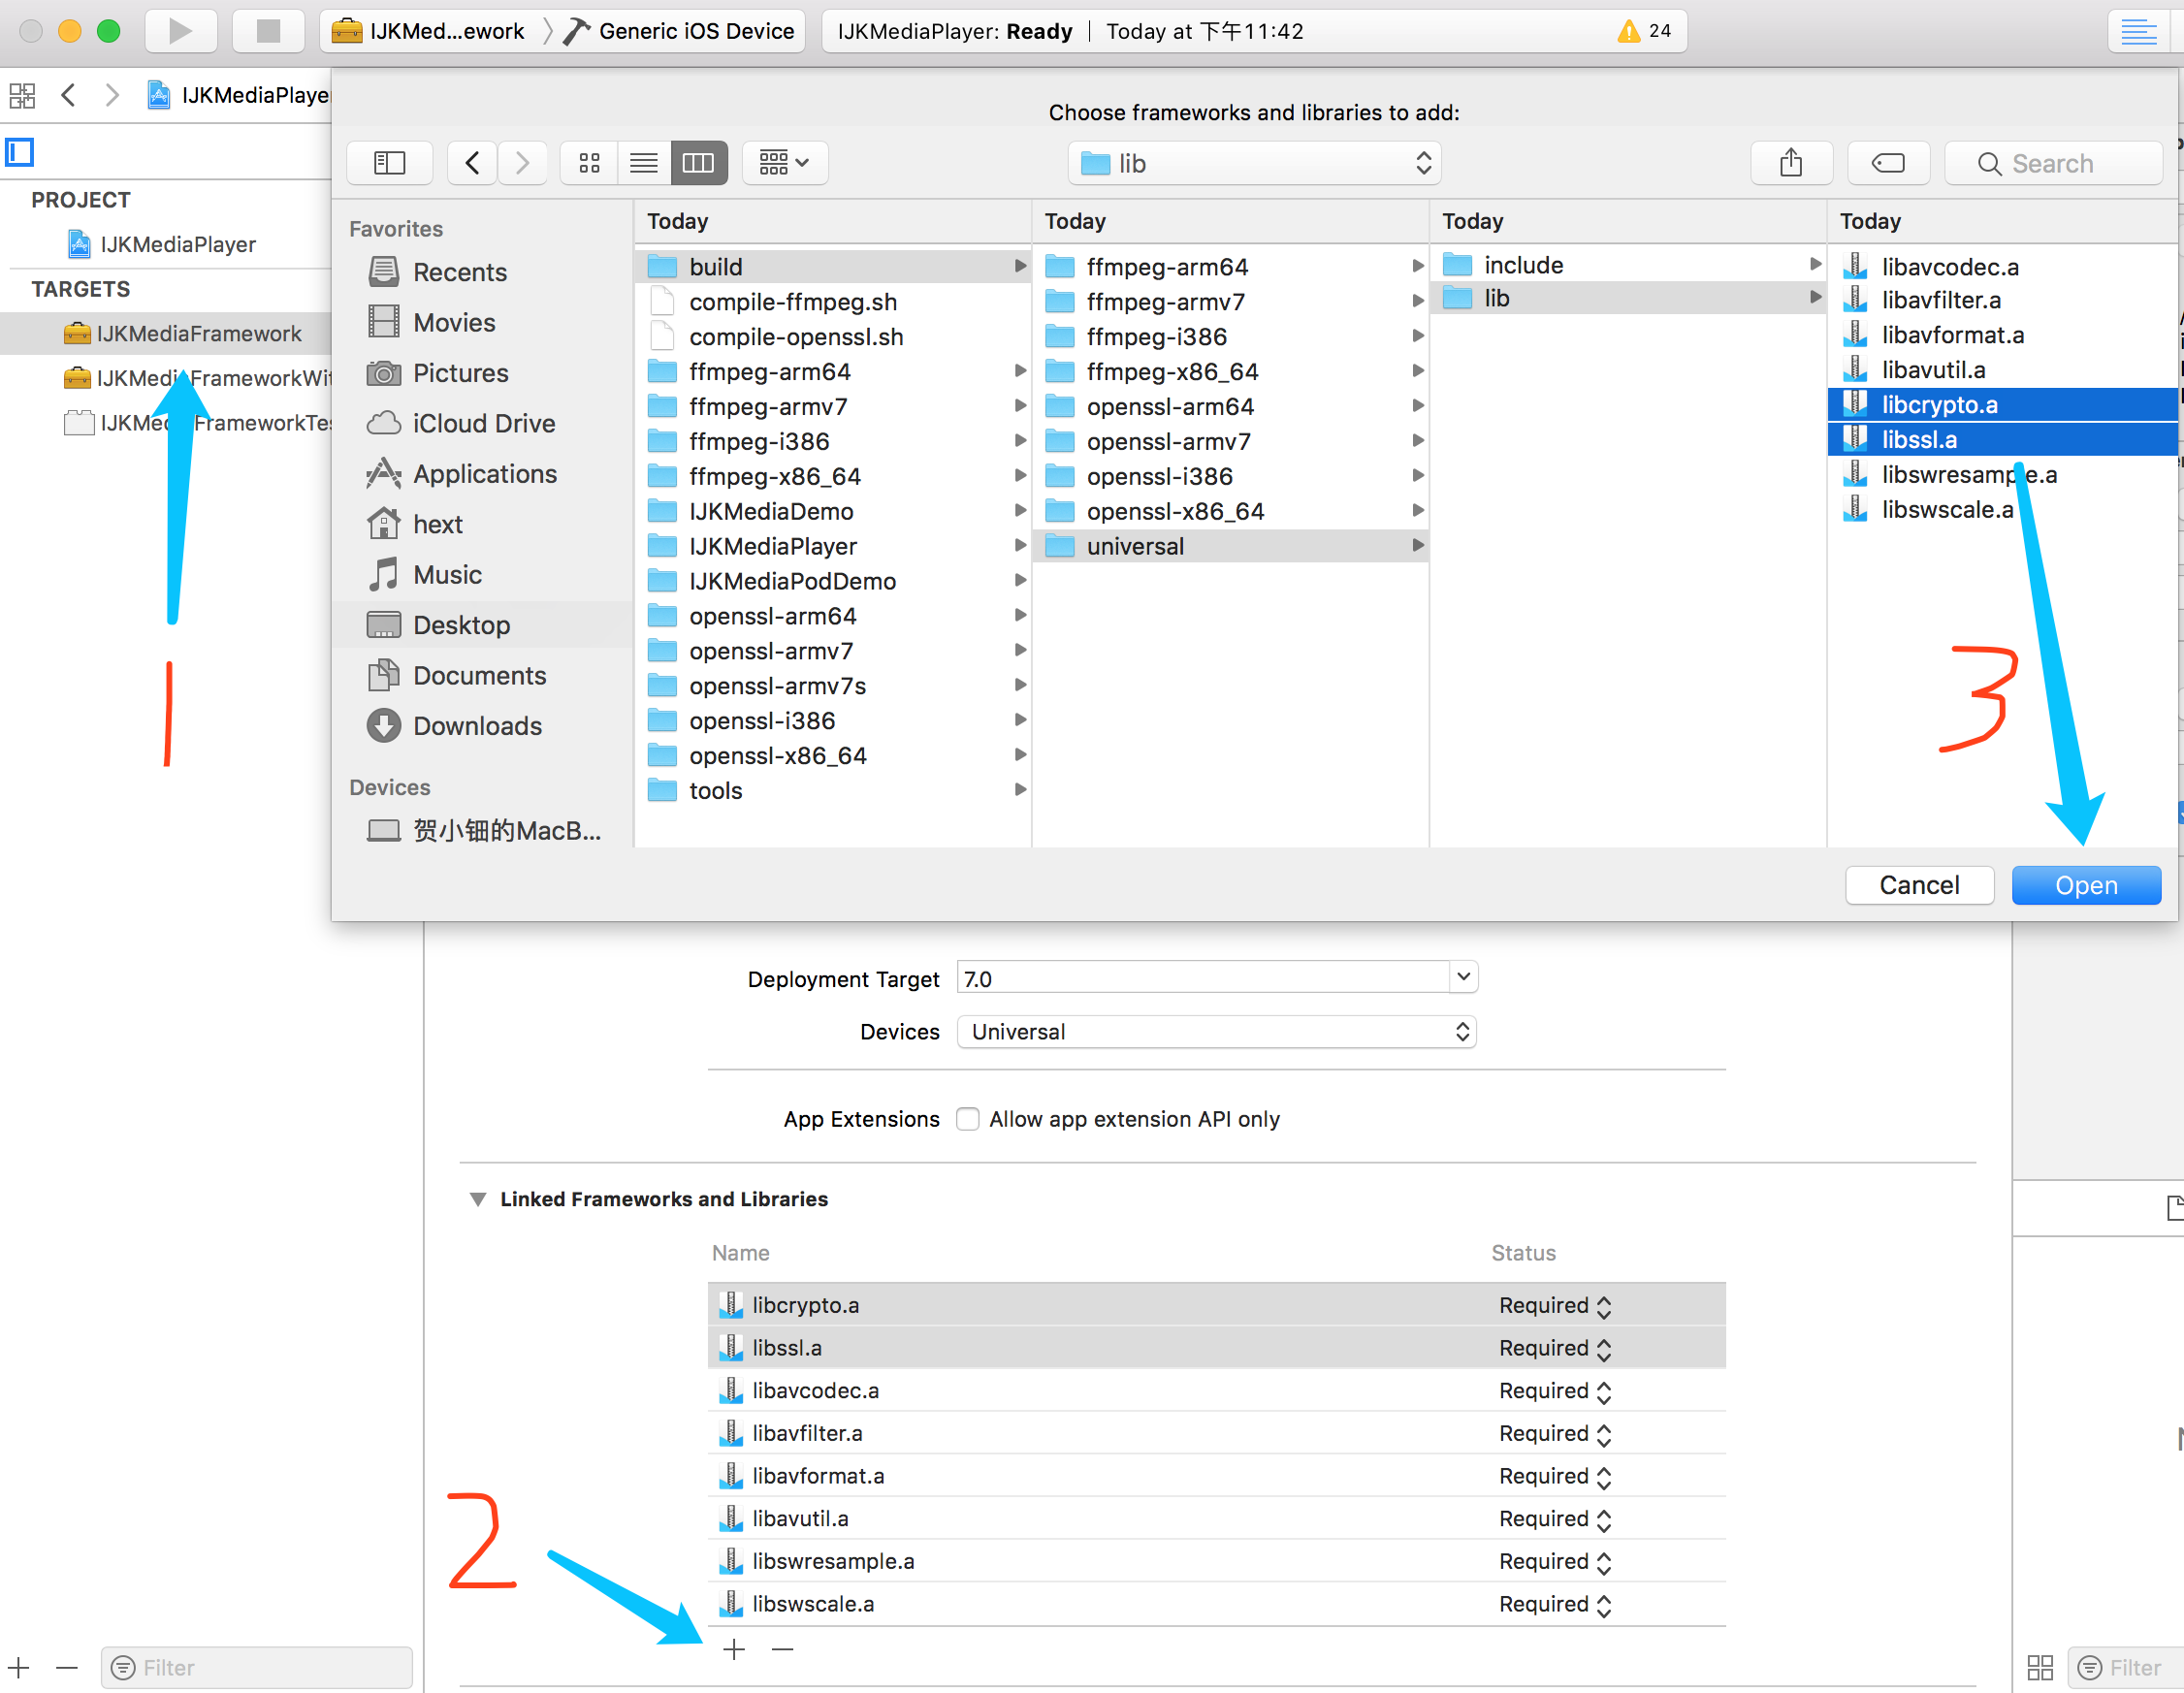 IJKMed...ework
Generic iOS Device
IJKMediaPlayer: Ready | Today at 下午11:42
24
IJKMediaPlayer
Choose frameworks and libraries to add:
lib
Search
PROJECT
IJKMediaPlayer
TARGETS
IJKMediaFramework
IJKMediaFrameworkWit
IJKMediaFrameworkTes
1
Favorites
Recents
Movies
Pictures
iCloud Drive
Applications
hext
Music
Desktop
Documents
Downloads
Devices
贺小钿的MacB...
Today
build
compile-ffmpeg.sh
compile-openssl.sh
ffmpeg-arm64
ffmpeg-armv7
ffmpeg-i386
ffmpeg-x86_64
IJKMediaDemo
IJKMediaPlayer
IJKMediaPodDemo
openssl-arm64
openssl-armv7
openssl-armv7s
openssl-i386
openssl-x86_64
tools
Today
ffmpeg-arm64
ffmpeg-armv7
ffmpeg-i386
ffmpeg-x86_64
openssl-arm64
openssl-armv7
openssl-i386
openssl-x86_64
universal
Today
include
lib
Today
libavcodec.a
libavfilter.a
libavformat.a
libavutil.a
libcrypto.a
libssl.a
libswresample.a
libswscale.a
3
Cancel
Open
Deployment Target 7.0
Devices Universal
App Extensions Allow app extension API only
Linked Frameworks and Libraries
Name Status
libcrypto.a Required
libssl.a Required
libavcodec.a Required
libavfilter.a Required
libavformat.a Required
libavutil.a Required
libswresample.a Required
libswscale.a Required
2
Filter
Filter